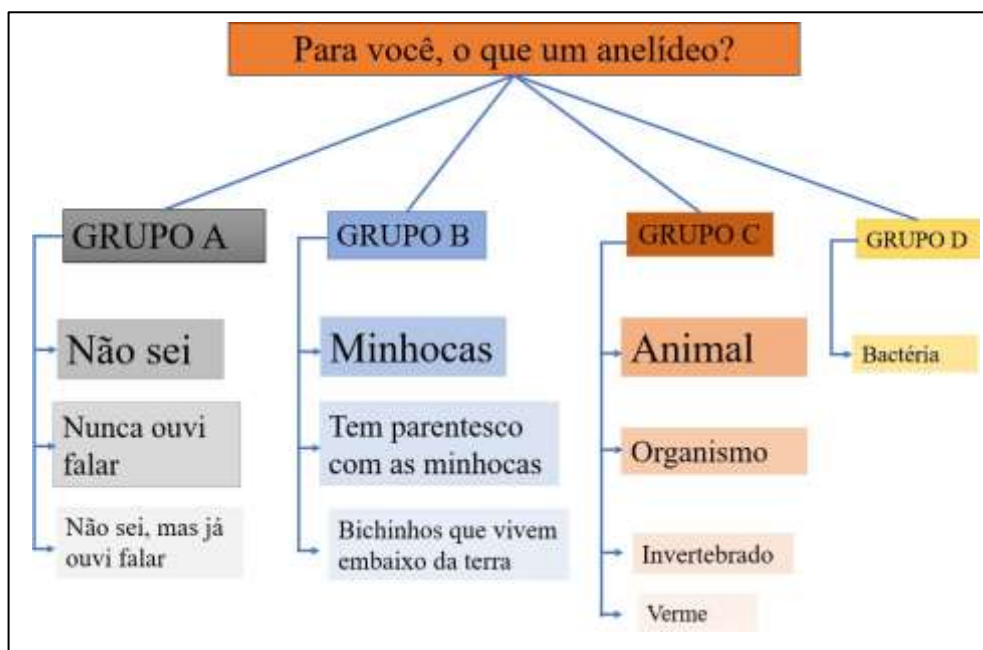 Para você, o que um anelídeo?
GRUPO A
Não sei
Nunca ouvi
falar
Não sei, mas já
ouvi falar
GRUPO B
Minhocas
Tem parentesco
com as minhocas
Bichinhos que vivem
embaixo da terra
GRUPO C
Animal
Organismo
Invertebrado
Verme
GRUPO D
Bactéria